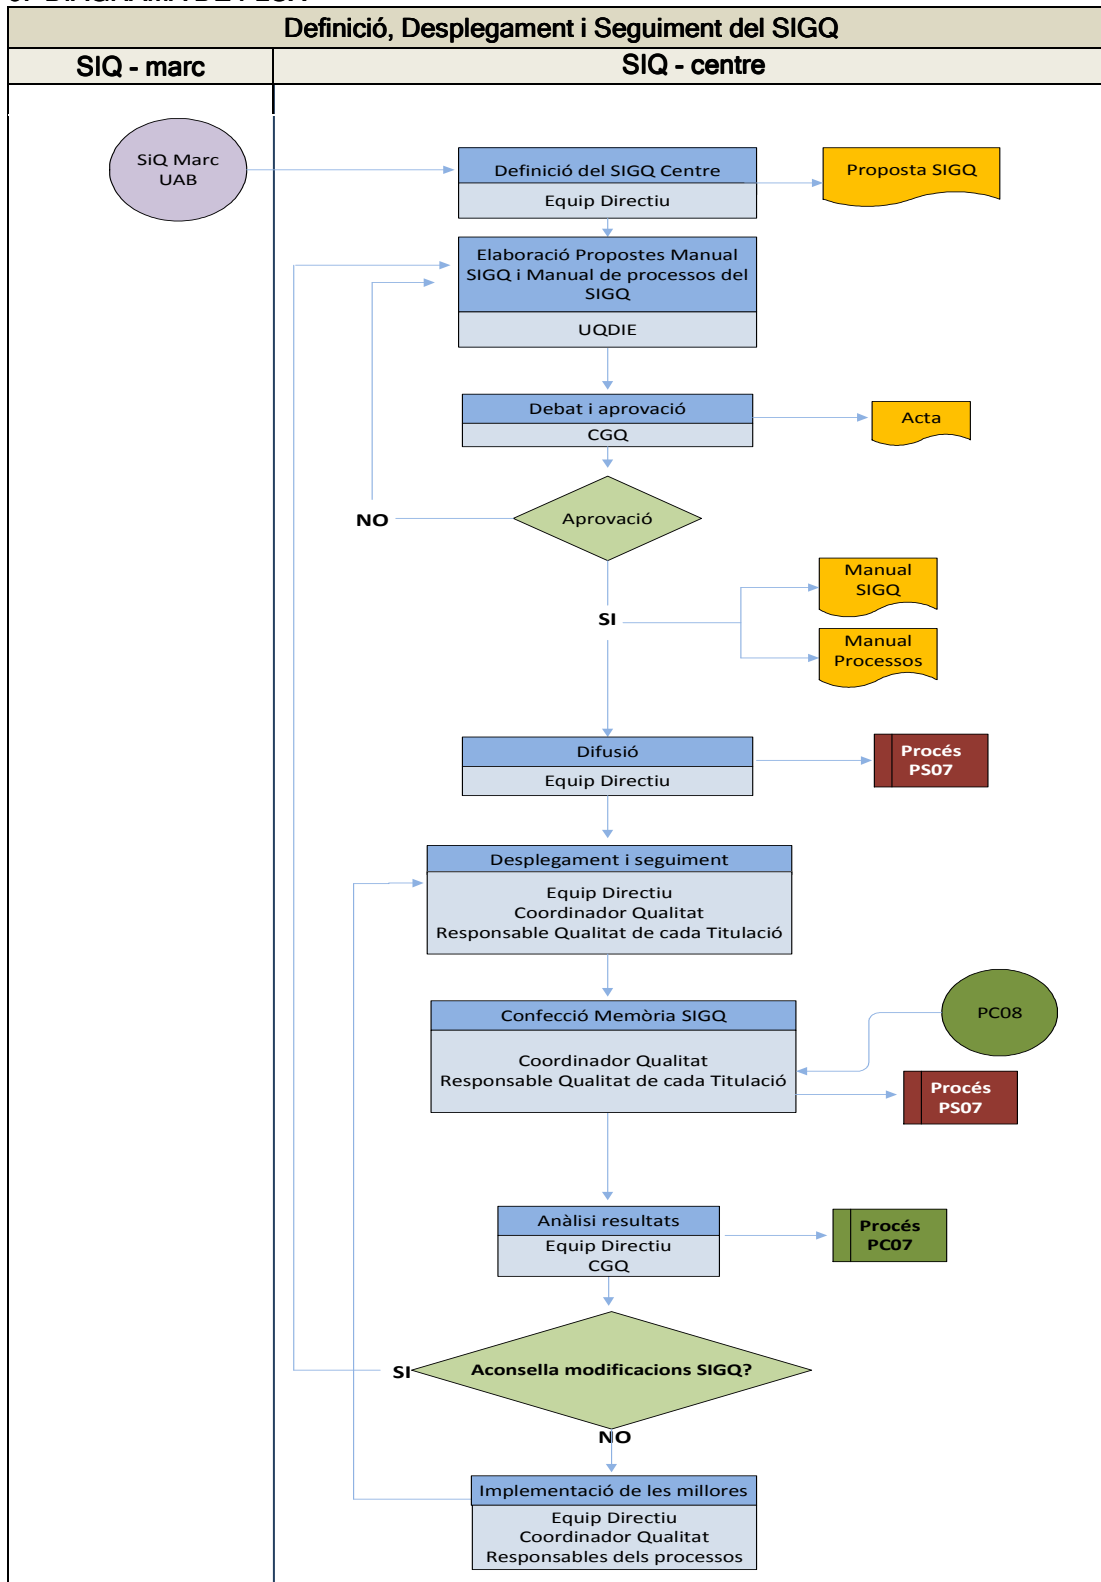 Definició, Desplegament i Seguiment del SIGQ
SIQ - marc
SIQ - centre
SiQ Marc
UAB
Definició del SIGQ Centre
Equip Directiu
Proposta SIGQ
Elaboració Propostes Manual
SIGQ i Manual de processos del
SIGQ
UQDIE
Debat i aprovació
CGQ
Acta
NO
Aprovació
Manual
SIGQ
SI
Manual
Processos
Difusió
Equip Directiu
Procés
PS07
Desplegament i seguiment
Equip Directiu
Coordinador Qualitat
Responsable Qualitat de cada Titulació
Confecció Memòria SIGQ
Coordinador Qualitat
Responsable Qualitat de cada Titulació
PC08
Procés
PS07
Anàlisi resultats
Equip Directiu
CGQ
Procés
PC07
SI
Aconsella modificacions SIGQ?
NO
Implementació de les millores
Equip Directiu
Coordinador Qualitat
Responsables dels processos